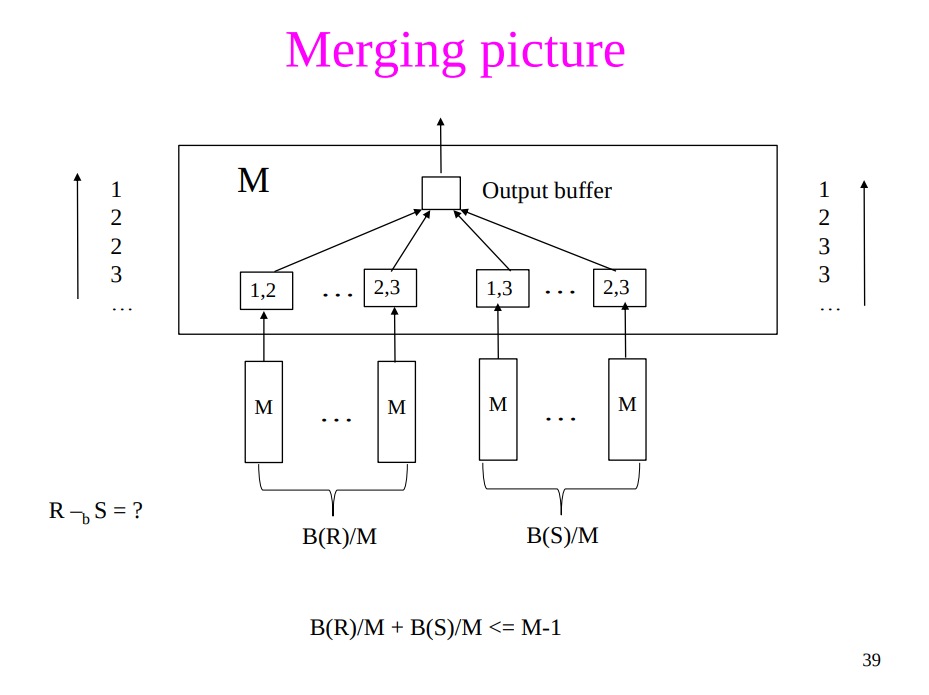 Merging picture
M
Output buffer
1
2
2
3
…
1
2
3
3
…
1,2
…
2,3
1,3
…
2,3
M
…
M
M
…
M
R –b S = ?
B(R)/M
B(S)/M
B(R)/M + B(S)/M <= M-1
39